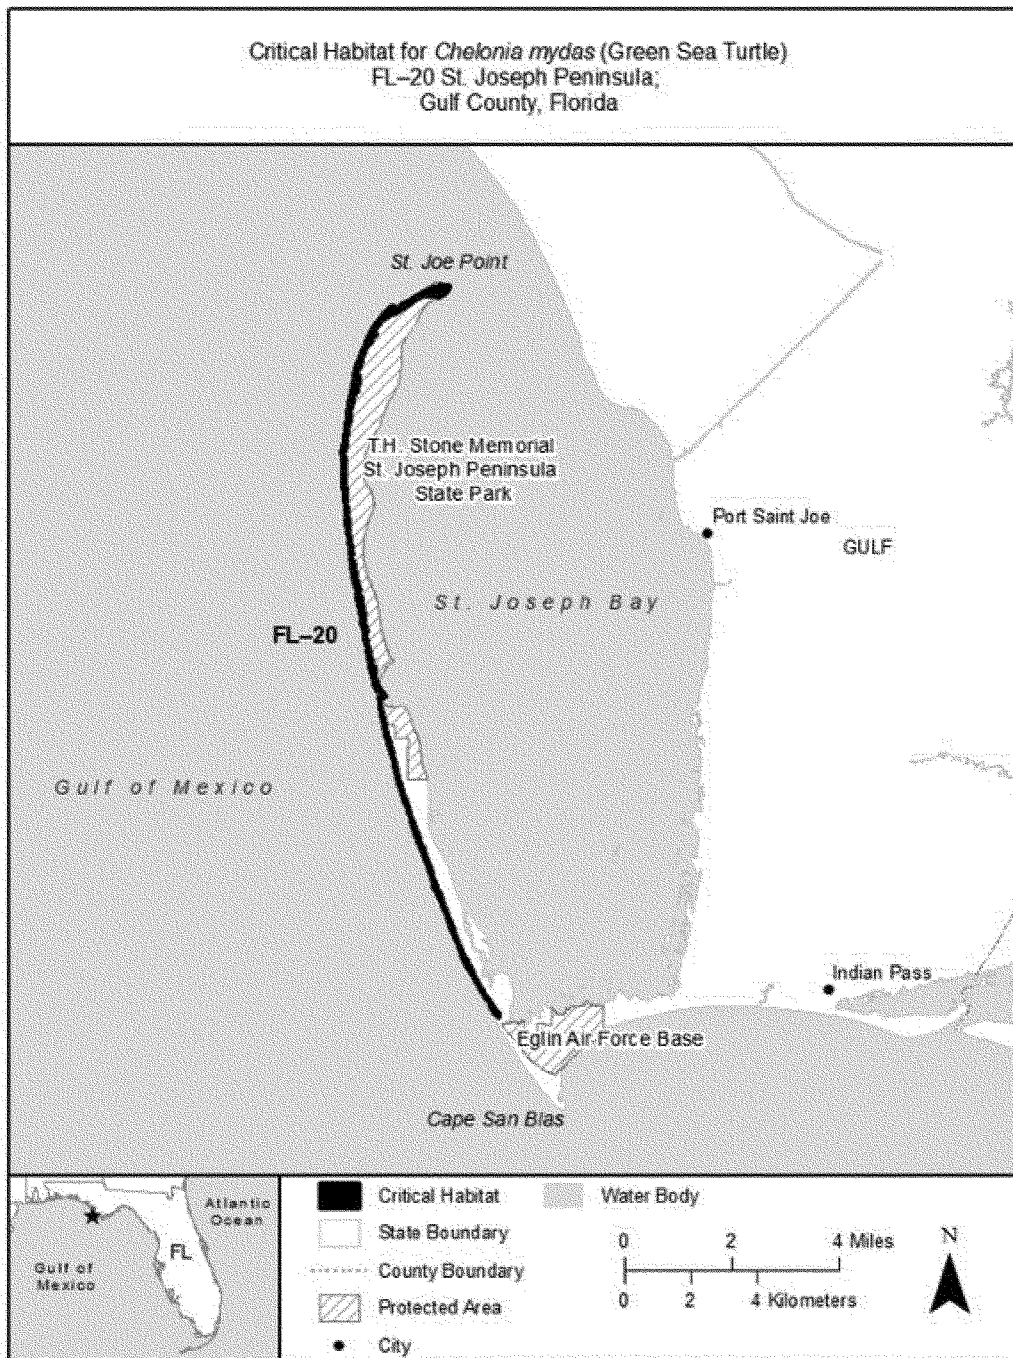 Critical Habitat for Chelonia mydas (Green Sea Turtle)
FL–20 St. Joseph Peninsula;
Gulf County, Florida
St. Joe Point
T.H. Stone Memorial
St. Joseph Peninsula
State Park
Port Saint Joe
GULF
St. Joseph Bay
FL–20
Gulf of Mexico
Indian Pass
Eglin Air Force Base
Cape San Blas
Atlantic
Ocean
FL
Gulf of
Mexico
Critical Habitat
State Boundary
County Boundary
Protected Area
City
Water Body
0 2 4 Miles
0 2 4 Kilometers
N